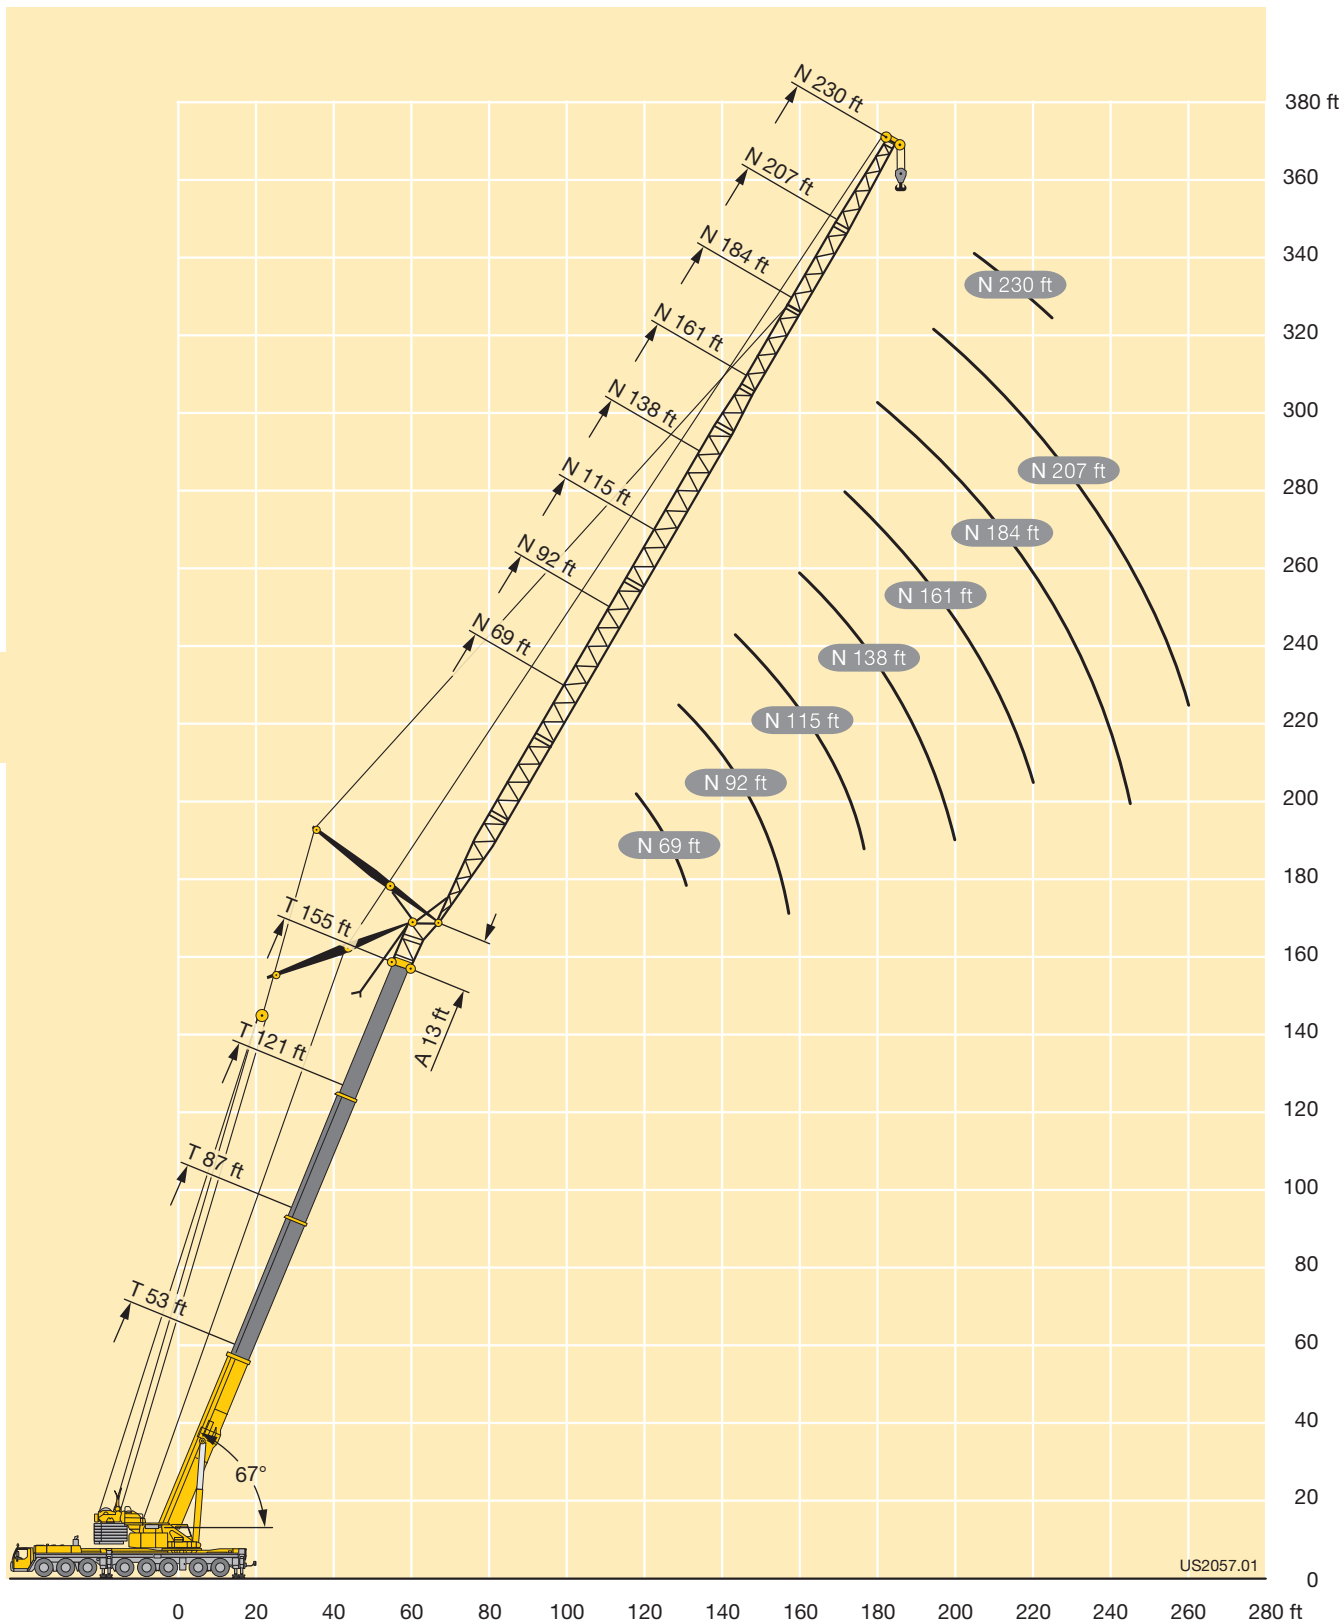 N 230 ft
380 ft
N 207 ft
360
N 184 ft
340
N 230 ft
N 161 ft
320
N 138 ft
300
N 207 ft
N 115 ft
280
N 184 ft
N 92 ft
260
N 161 ft
N 69 ft
240
N 138 ft
220
N 115 ft
200
N 92 ft
N 69 ft
180
T 155 ft
160
A 13 ft
140
T 121 ft
120
T 87 ft
100
80
T 53 ft
60
40
67°
20
US2057.01
0
0 20 40 60 80 100 120 140 160 180 200 220 240 260 280 ft